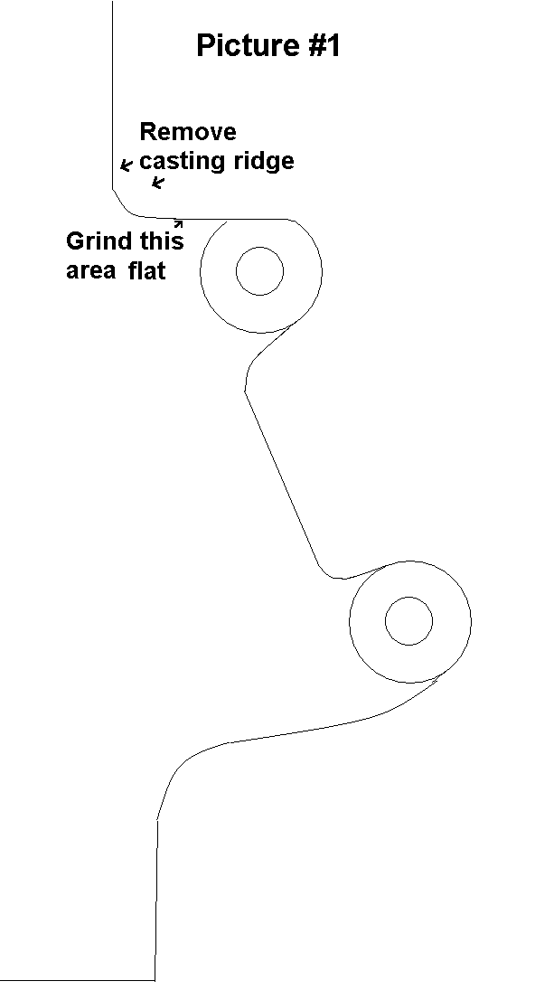 Picture #1
Remove
casting ridge
Grind this
area flat